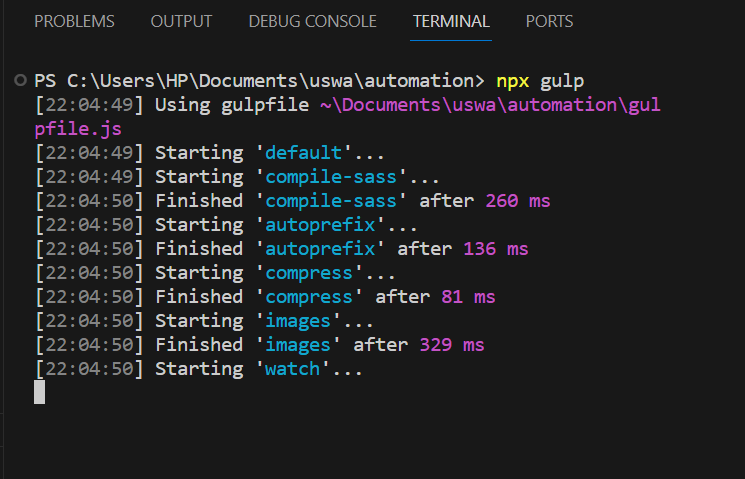 PROBLEMS OUTPUT DEBUG CONSOLE TERMINAL PORTS
PS C:\Users\HP\Documents\uswa\automation> npx gulp
[22:04:49] Using gulpfile ~\Documents\uswa\automation\gul
pfile.js
[22:04:49] Starting 'default'...
[22:04:49] Starting 'compile-sass'...
[22:04:50] Finished 'compile-sass' after 260 ms
[22:04:50] Starting 'autoprefix'...
[22:04:50] Finished 'autoprefix' after 136 ms
[22:04:50] Starting 'compress'...
[22:04:50] Finished 'compress' after 81 ms
[22:04:50] Starting 'images'...
[22:04:50] Finished 'images' after 329 ms
[22:04:50] Starting 'watch'...